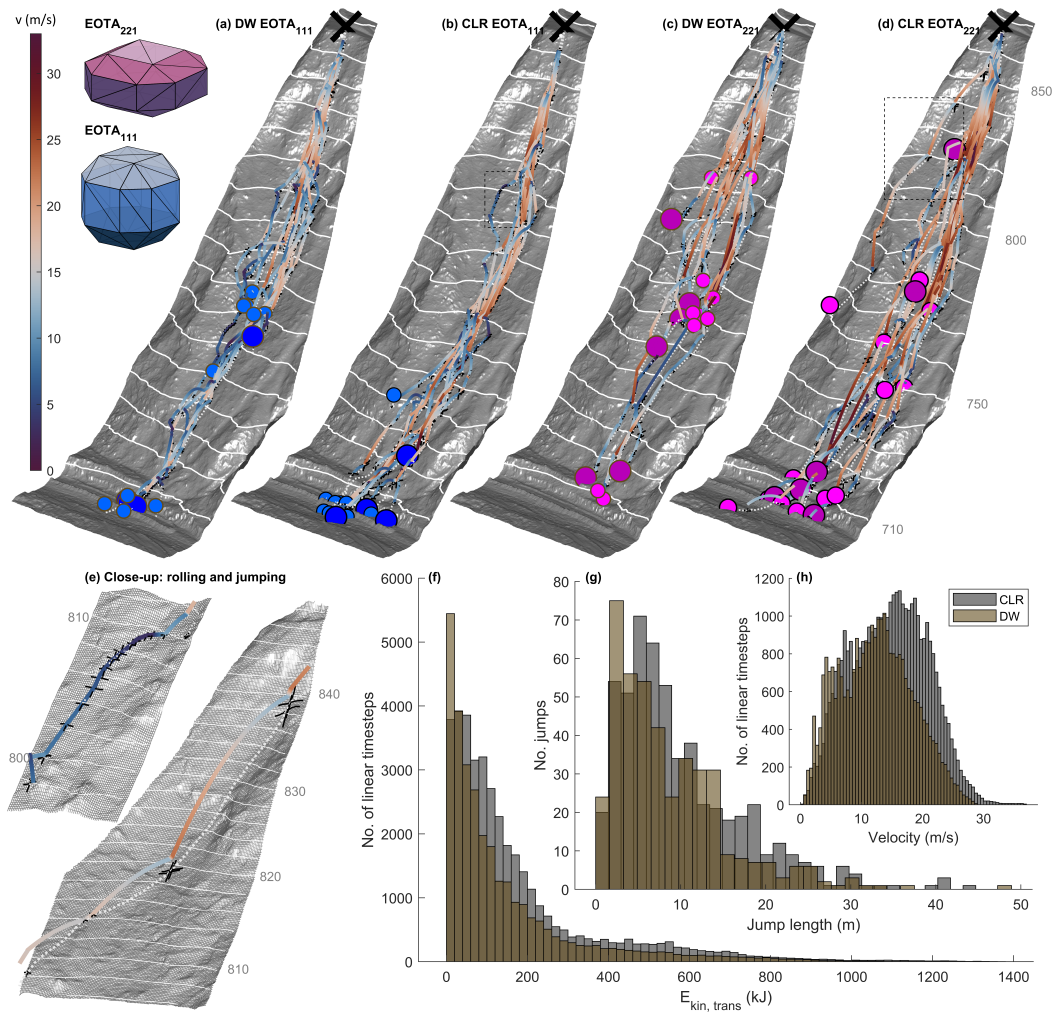 v (m/s)
30
25
20
15
10
5
0
EOTA221
EOTA111
(a) DW EOTA111
(b) CLR EOTA111
(c) DW EOTA221
(d) CLR EOTA221
850
800
750
710
(e) Close-up: rolling and jumping
810
800
840
830
820
810
(f)
6000
5000
4000
3000
2000
1000
0
No. of linear timesteps
0 200 400 600 800 1000 1200 1400
Ekin, trans (kJ)
(g)
80
70
60
50
40
30
20
10
0
No. jumps
0 10 20 30 40 50
Jump length (m)
(h)
1200
1000
800
600
400
200
0
No. of linear timesteps
0 10 20 30
Velocity (m/s)
CLR
DW